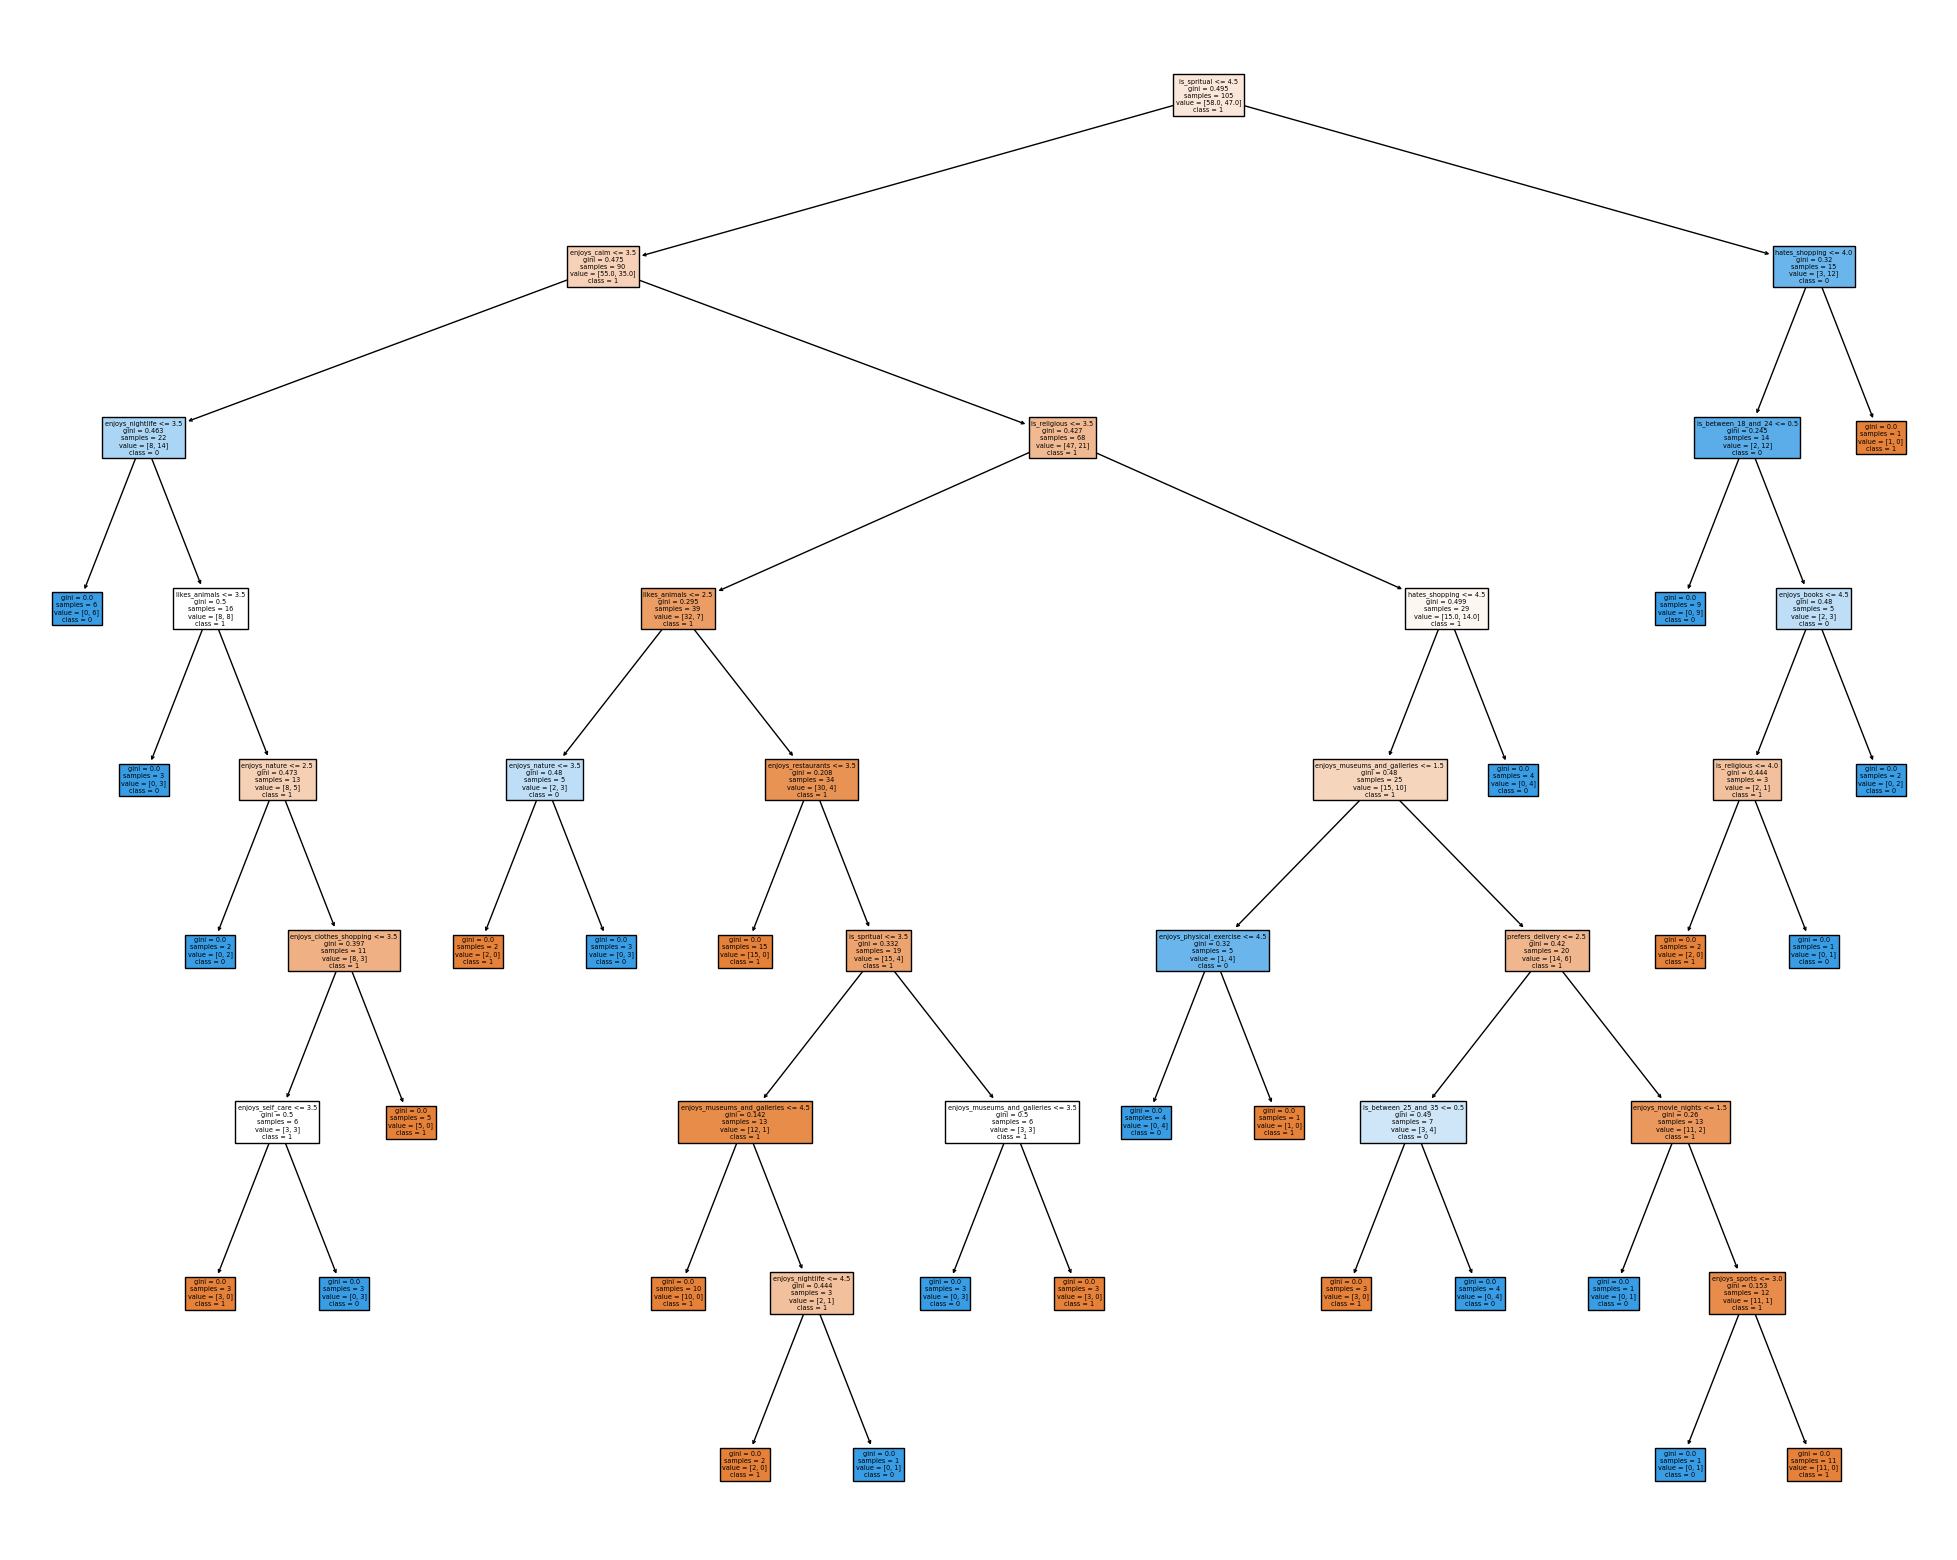 is_spritual <= 4.5
gini = 0.495
samples = 105
value = [58.0, 47.0]
class = 1
enjoys_calm <= 3.5
gini = 0.475
samples = 90
value = [55.0, 35.0]
class = 1
hates_shopping <= 4.0
gini = 0.32
samples = 15
value = [3, 12]
class = 0
enjoys_nightlife <= 3.5
gini = 0.463
samples = 22
value = [8, 14]
class = 0
is_religious <= 3.5
gini = 0.427
samples = 68
value = [47, 21]
class = 1
is_between_18_and_24 <= 0.5
gini = 0.245
samples = 14
value = [2, 12]
class = 0
gini = 0.0
samples = 1
value = [1, 0]
class = 1
gini = 0.0
samples = 6
value = [0, 6]
class = 0
likes_animals <= 3.5
gini = 0.5
samples = 16
value = [8, 8]
class = 1
likes_animals <= 2.5
gini = 0.295
samples = 39
value = [32, 7]
class = 1
hates_shopping <= 4.5
gini = 0.499
samples = 29
value = [15.0, 14.0]
class = 1
gini = 0.0
samples = 9
value = [0, 9]
class = 0
enjoys_books <= 4.5
gini = 0.48
samples = 5
value = [2, 3]
class = 0
gini = 0.0
samples = 3
value = [0, 3]
class = 0
enjoys_nature <= 2.5
gini = 0.473
samples = 13
value = [8, 5]
class = 1
enjoys_nature <= 3.5
gini = 0.48
samples = 5
value = [2, 3]
class = 0
enjoys_restaurants <= 3.5
gini = 0.208
samples = 34
value = [30, 4]
class = 1
enjoys_museums_and_galleries <= 1.5
gini = 0.48
samples = 25
value = [15, 10]
class = 1
gini = 0.0
samples = 4
value = [0, 4]
class = 0
is_religious <= 4.0
gini = 0.444
samples = 3
value = [2, 1]
class = 1
gini = 0.0
samples = 2
value = [0, 2]
class = 0
gini = 0.0
samples = 2
value = [0, 2]
class = 0
enjoys_clothes_shopping <= 3.5
gini = 0.397
samples = 11
value = [8, 3]
class = 1
gini = 0.0
samples = 2
value = [2, 0]
class = 1
gini = 0.0
samples = 3
value = [0, 3]
class = 0
gini = 0.0
samples = 15
value = [15, 0]
class = 1
is_spritual <= 3.5
gini = 0.332
samples = 19
value = [15, 4]
class = 1
enjoys_physical_exercise <= 4.5
gini = 0.32
samples = 5
value = [1, 4]
class = 0
prefers_delivery <= 2.5
gini = 0.42
samples = 20
value = [14, 6]
class = 1
gini = 0.0
samples = 2
value = [2, 0]
class = 1
gini = 0.0
samples = 1
value = [0, 1]
class = 0
enjoys_self_care <= 3.5
gini = 0.5
samples = 6
value = [3, 3]
class = 1
gini = 0.0
samples = 5
value = [5, 0]
class = 1
enjoys_museums_and_galleries <= 4.5
gini = 0.142
samples = 13
value = [12, 1]
class = 1
enjoys_museums_and_galleries <= 3.5
gini = 0.5
samples = 6
value = [3, 3]
class = 1
gini = 0.0
samples = 4
value = [0, 4]
class = 0
gini = 0.0
samples = 1
value = [1, 0]
class = 1
is_between_25_and_35 <= 0.5
gini = 0.49
samples = 7
value = [3, 4]
class = 0
enjoys_movie_nights <= 1.5
gini = 0.26
samples = 13
value = [11, 2]
class = 1
gini = 0.0
samples = 3
value = [3, 0]
class = 1
gini = 0.0
samples = 3
value = [0, 3]
class = 0
gini = 0.0
samples = 10
value = [10, 0]
class = 1
enjoys_nightlife <= 4.5
gini = 0.444
samples = 3
value = [2, 1]
class = 1
gini = 0.0
samples = 3
value = [0, 3]
class = 0
gini = 0.0
samples = 3
value = [3, 0]
class = 1
gini = 0.0
samples = 3
value = [3, 0]
class = 1
gini = 0.0
samples = 4
value = [0, 4]
class = 0
gini = 0.0
samples = 1
value = [0, 1]
class = 0
enjoys_sports <= 3.0
gini = 0.153
samples = 12
value = [11, 1]
class = 1
gini = 0.0
samples = 2
value = [2, 0]
class = 1
gini = 0.0
samples = 1
value = [0, 1]
class = 0
gini = 0.0
samples = 1
value = [0, 1]
class = 0
gini = 0.0
samples = 11
value = [11, 0]
class = 1